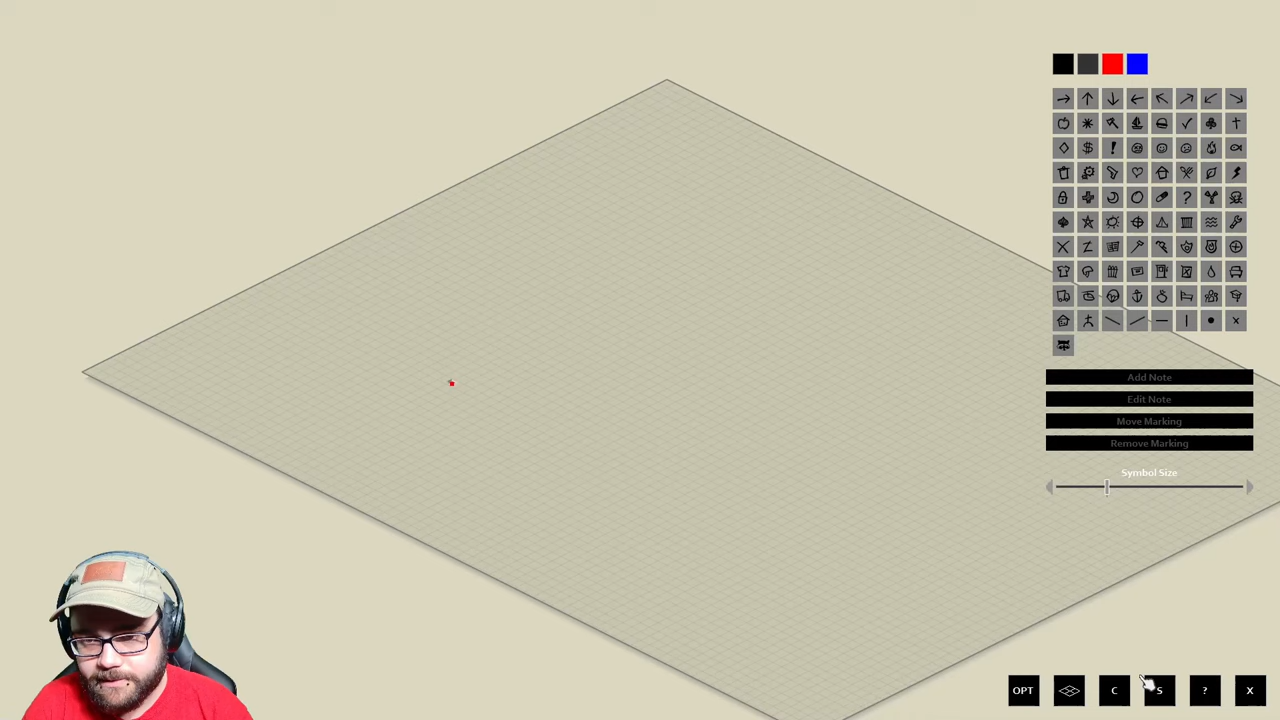 Add Note
Edit Note
Move Marking
Remove Marking
Symbol Size
OPT C S ? X